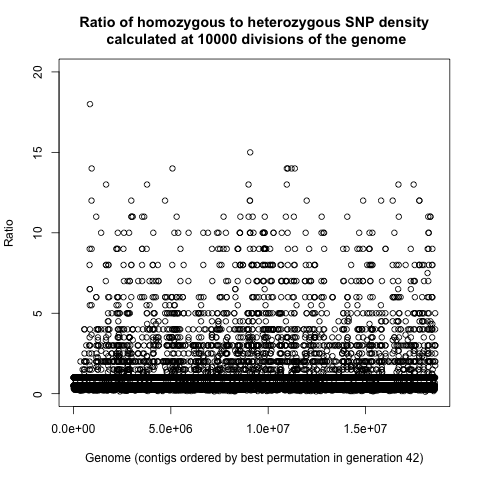 Ratio of homozygous to heterozygous SNP density
calculated at 10000 divisions of the genome
20
15
10
5
0
Ratio
0.0e+00 5.0e+06 1.0e+07 1.5e+07
Genome (contigs ordered by best permutation in generation 42)